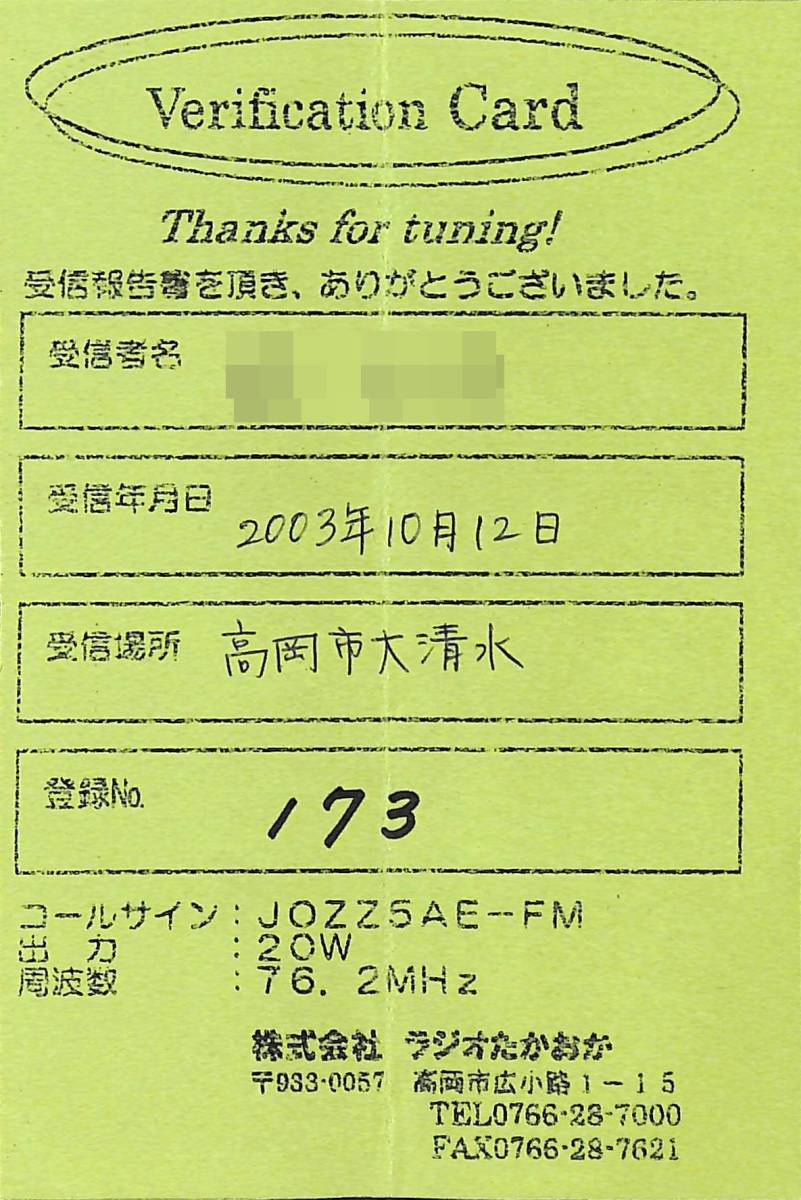 Verification Card
Thanks for tuning!
受信報告書を頂き、ありがとうございました。
受信者名
受信年月日 2003年10月12日
受信場所 高岡市大清水
登録No. 173
コールサイン：JOZZ5AE-FM
出　力　　　：20W
周波数　　　：76.2MHz
株式会社 ラジオたかおか
〒933-0057 高岡市広小路1-15
TEL0766-28-7000
FAX0766-28-7621